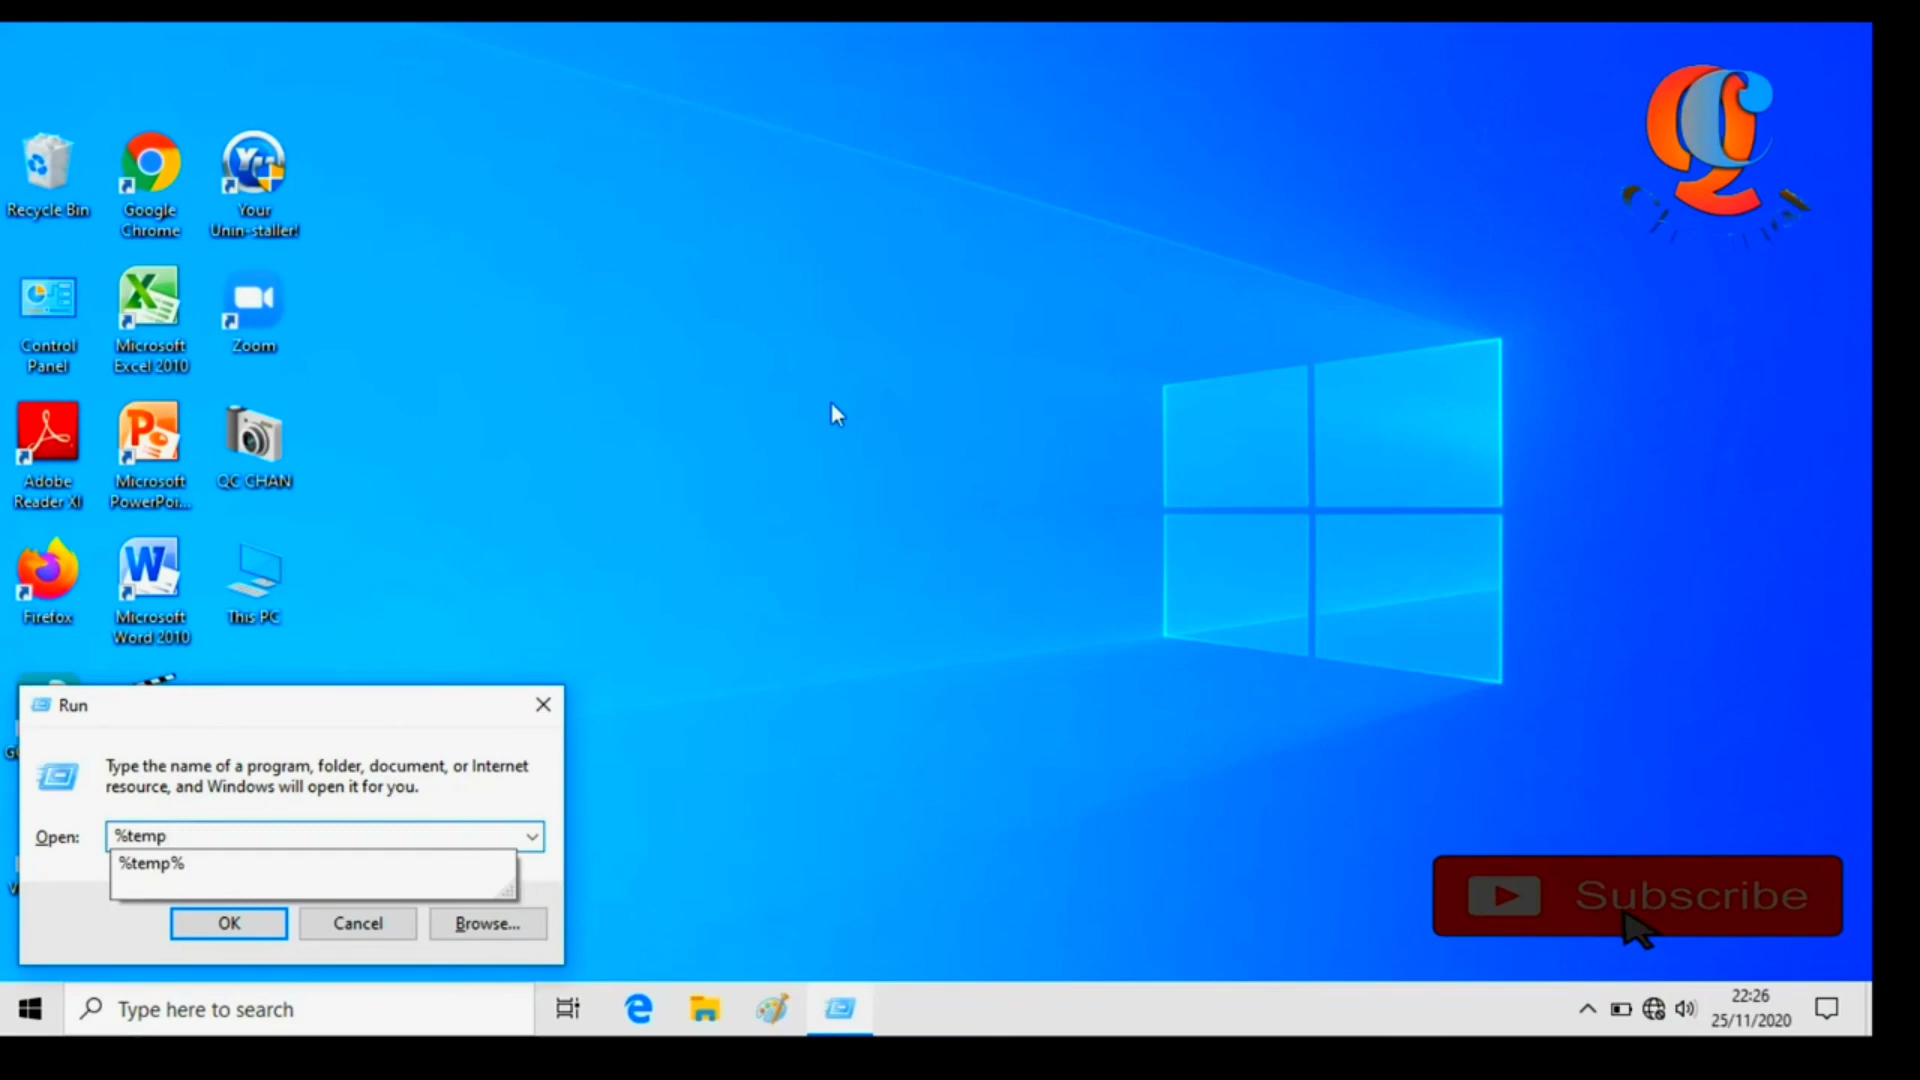 Recycle Bin
Google
Chrome
Your
Unin-staller!
Control
Panel
Microsoft
Excel 2010
Zoom
Adobe
Reader XI
Microsoft
PowerPoi...
QC CHAN
Firefox
Microsoft
Word 2010
This PC
Run
Type the name of a program, folder, document, or Internet
resource, and Windows will open it for you.
Open:
%temp
%temp%
OK
Cancel
Browse...
Subscribe
Type here to search
22:26
25/11/2020